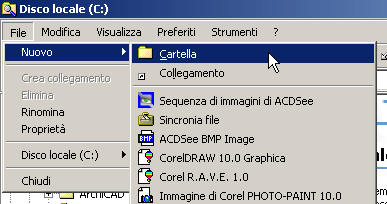 Disco locale (C:)
File Modifica Visualizza Preferiti Strumenti ?
Nuovo
Crea collegamento
Elimina
Rinomina
Proprietà
Disco locale (C:)
Chiudi
Cartella
Collegamento
Sequenza di immagini di ACDSee
Sincronia file
BMP ACDSee BMP Image
CorelDRAW 10.0 Graphica
Corel R.A.V.E. 1.0
Immagine di Corel PHOTO-PAINT 10.0
ArchiCAD